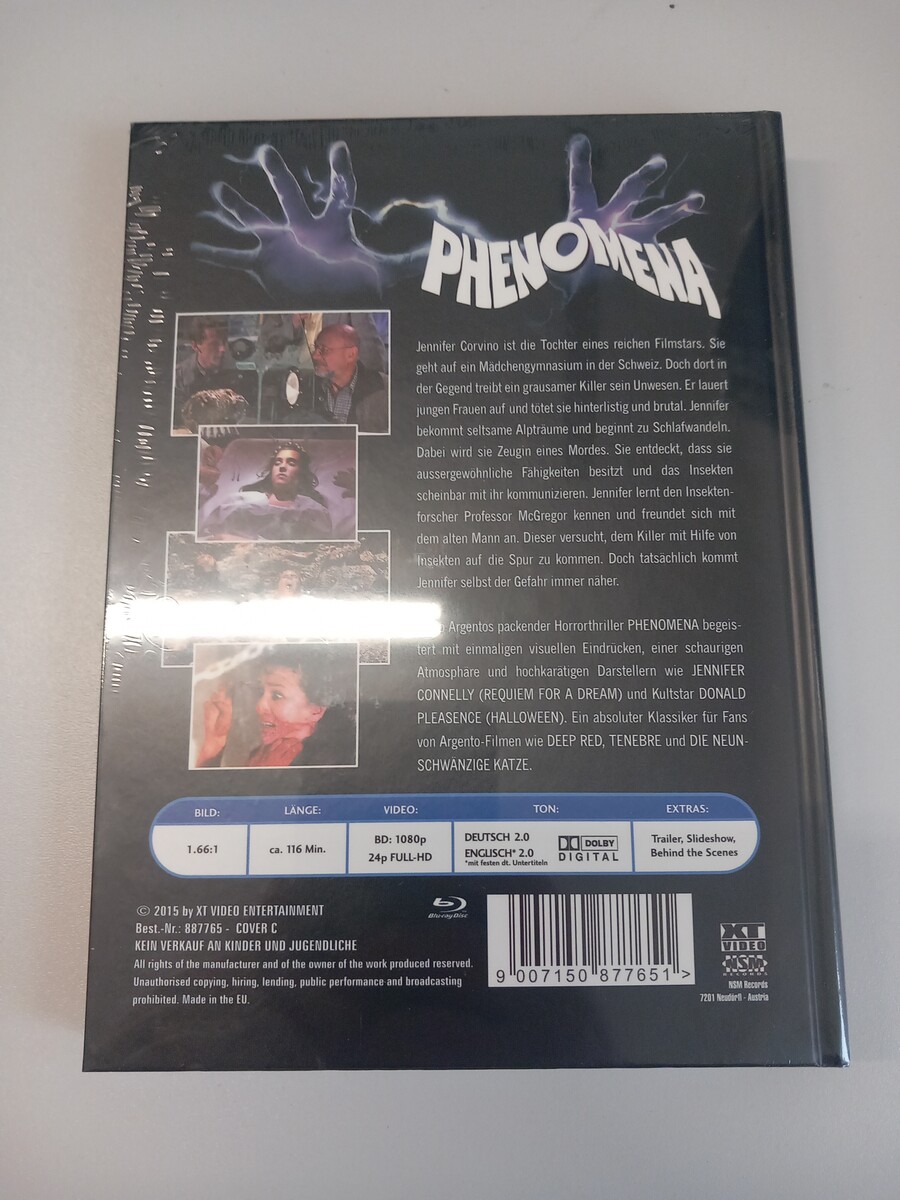 PHENOMENA
Jennifer Corvino ist die Tochter eines reichen Filmstars. Sie
geht auf ein Mädchengymnasium in der Schweiz. Doch dort in
der Gegend treibt ein grausamer Killer sein Unwesen. Er lauert
jungen Frauen auf und tötet sie hinterlistig und brutal. Jennifer
bekommt seltsame Alpträume und beginnt zu Schlafwandeln.
Dabei wird sie Zeugin eines Mordes. Sie entdeckt, dass sie
aussergewöhnliche Fähigkeiten besitzt und das Insekten
scheinbar mit ihr kommunizieren. Jennifer lernt den Insekten-
forscher Professor McGregor kennen und freundet sich mit
dem alten Mann an. Dieser versucht, dem Killer mit Hilfe von
Insekten auf die Spur zu kommen. Doch tatsächlich kommt
Jennifer selbst der Gefahr immer näher.
Argentos packender Horrorthriller PHENOMENA begeis-
tert mit einmaligen visuellen Eindrücken, einer schaurigen
Atmosphäre und hochkarätigen Darstellern wie JENNIFER
CONNELLY (REQUIEM FOR A DREAM) und Kultstar DONALD
PLEASENCE (HALLOWEEN). Ein absoluter Klassiker für Fans
von Argento-Filmen wie DEEP RED, TENEBRE und DIE NEUN-
SCHWÄNZIGE KATZE.
BILD: LÄNGE: VIDEO: TON: EXTRAS:
1.66:1
ca. 116 Min.
BD: 1080p
24p FULL-HD
DEUTSCH 2.0
ENGLISCH* 2.0
*mit festen dt. Untertiteln
DOLBY
DIGITAL
Trailer, Slideshow,
Behind the Scenes
© 2015 by XT VIDEO ENTERTAINMENT
Best.-Nr.: 887765 - COVER C
KEIN VERKAUF AN KINDER UND JUGENDLICHE
All rights of the manufacturer and of the owner of the work produced reserved.
Unauthorised copying, hiring, lending, public performance and broadcasting
prohibited. Made in the EU.
Blu-ray Disc
9 007150 877651 >
XT
VIDEO
NSM
RECORDS
NSM Records
7201 Neudörfl - Austria